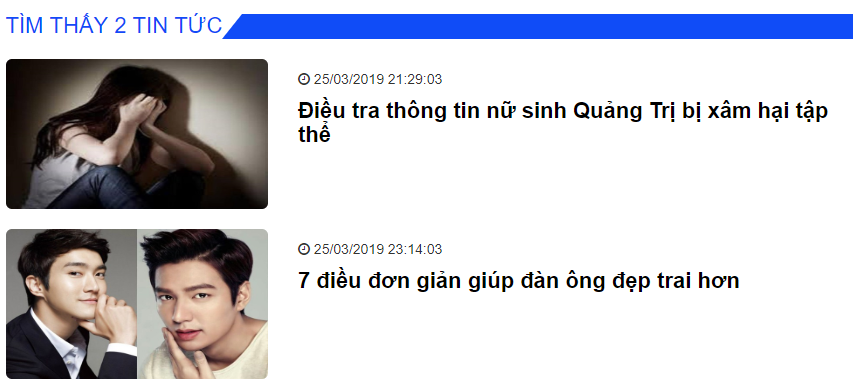 TÌM THẤY 2 TIN TỨC
25/03/2019 21:29:03
Điều tra thông tin nữ sinh Quảng Trị bị xâm hại tập
thể
25/03/2019 23:14:03
7 điều đơn giản giúp đàn ông đẹp trai hơn